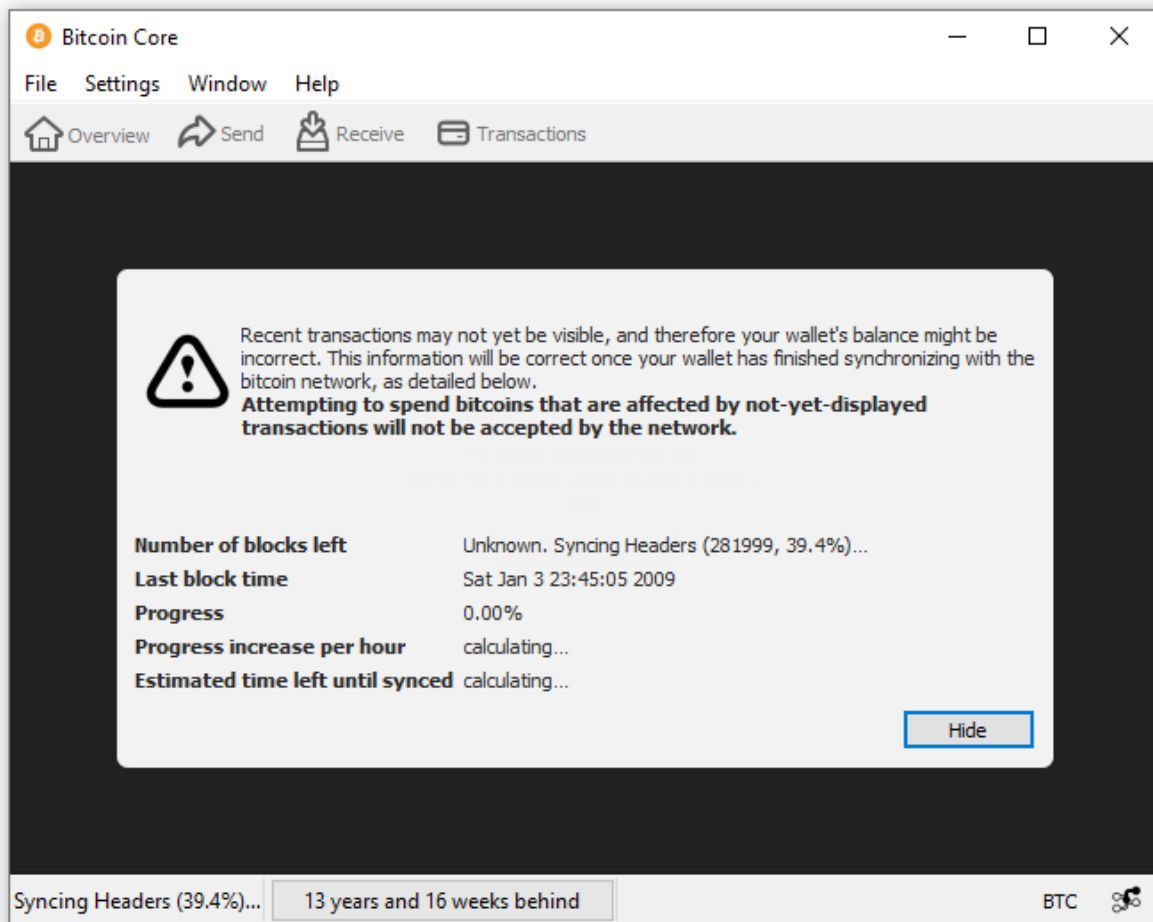 Bitcoin Core
File Settings Window Help
Overview Send Receive Transactions
Recent transactions may not yet be visible, and therefore your wallet's balance might be
incorrect. This information will be correct once your wallet has finished synchronizing with the
bitcoin network, as detailed below.
Attempting to spend bitcoins that are affected by not-yet-displayed
transactions will not be accepted by the network.
Number of blocks left Unknown. Syncing Headers (281999, 39.4%)...
Last block time Sat Jan 3 23:45:05 2009
Progress 0.00%
Progress increase per hour calculating...
Estimated time left until synced calculating...
Hide
Syncing Headers (39.4%)... 13 years and 16 weeks behind BTC